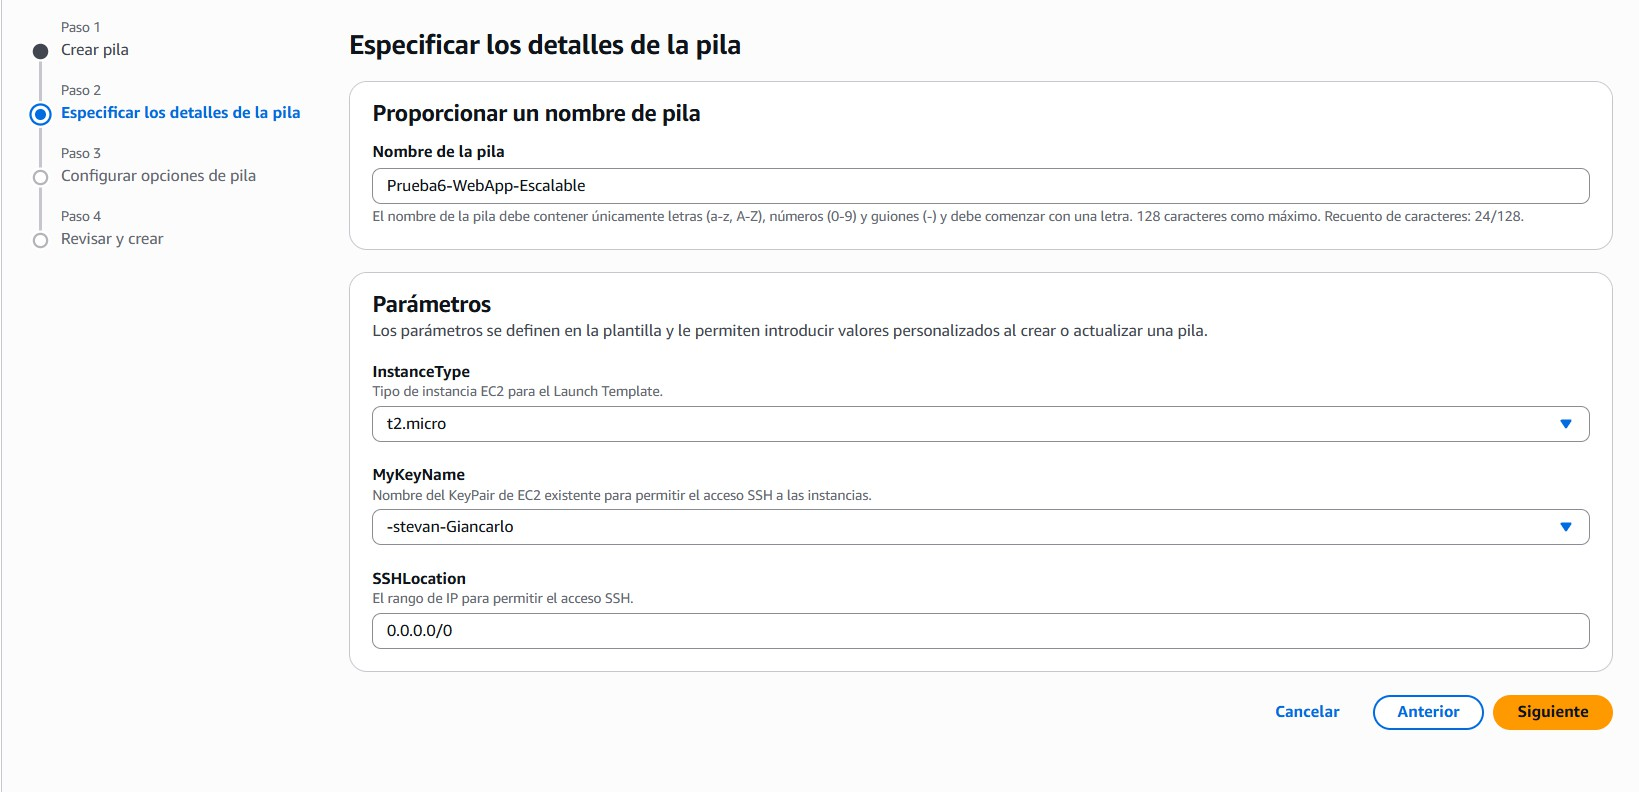 Paso 1
Crear pila
Paso 2
Especificar los detalles de la pila
Paso 3
Configurar opciones de pila
Paso 4
Revisar y crear
Especificar los detalles de la pila
Proporcionar un nombre de pila
Nombre de la pila
Prueba6-WebApp-Escalable
El nombre de la pila debe contener únicamente letras (a-z, A-Z), números (0-9) y guiones (-) y debe comenzar con una letra. 128 caracteres como máximo. Recuento de caracteres: 24/128.
Parámetros
Los parámetros se definen en la plantilla y le permiten introducir valores personalizados al crear o actualizar una pila.
InstanceType
Tipo de instancia EC2 para el Launch Template.
t2.micro
MyKeyName
Nombre del KeyPair de EC2 existente para permitir el acceso SSH a las instancias.
-stevan-Giancarlo
SSHLocation
El rango de IP para permitir el acceso SSH.
0.0.0.0/0
Cancelar
Anterior
Siguiente